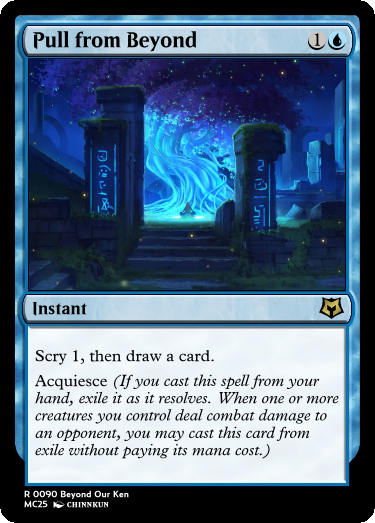 Pull from Beyond 1
Instant
Scry 1, then draw a card.
Acquiesce (If you cast this spell from your
hand, exile it as it resolves. When one or more
creatures you control deal combat damage to
an opponent, you may cast this card from
exile without paying its mana cost.)
R 0090 Beyond Our Ken
MC25 CHINNKUN